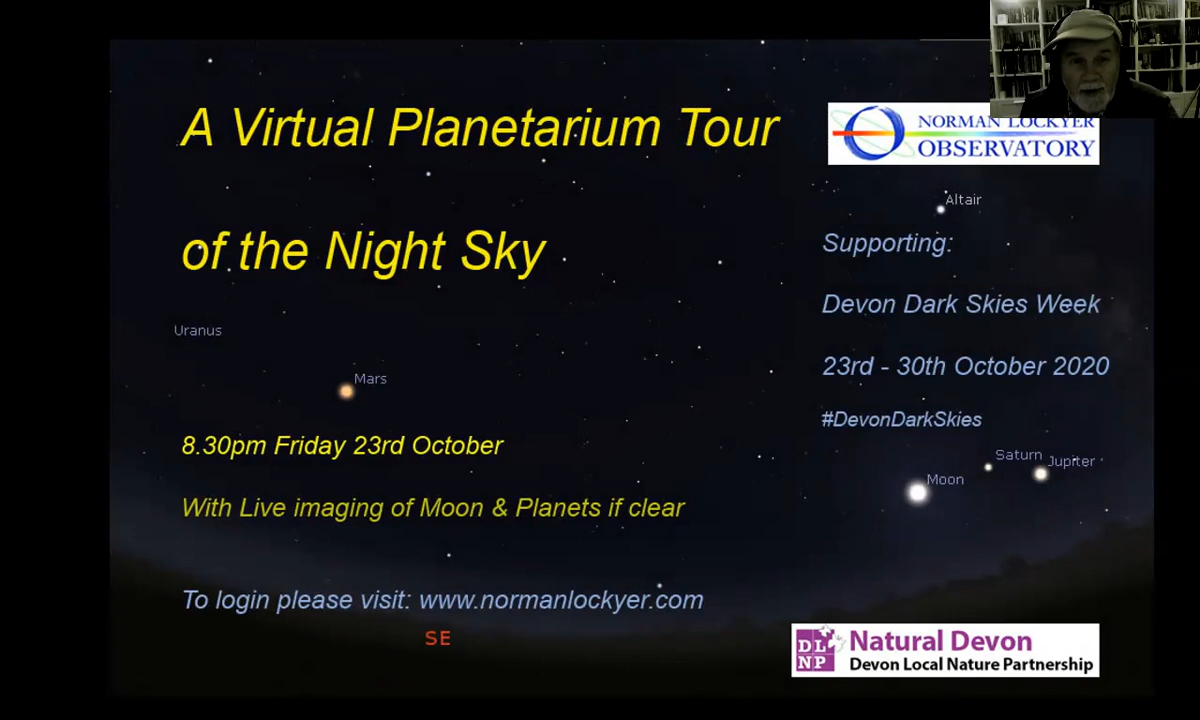 A Virtual Planetarium Tour
of the Night Sky
NORMAN LOCKYER
OBSERVATORY
Altair
Supporting:
Devon Dark Skies Week
23rd - 30th October 2020
#DevonDarkSkies
Uranus
Mars
Saturn
Jupiter
Moon
8.30pm Friday 23rd October
With Live imaging of Moon & Planets if clear
To login please visit: www.normanlockyer.com
SE
DL
NP
Natural Devon
Devon Local Nature Partnership